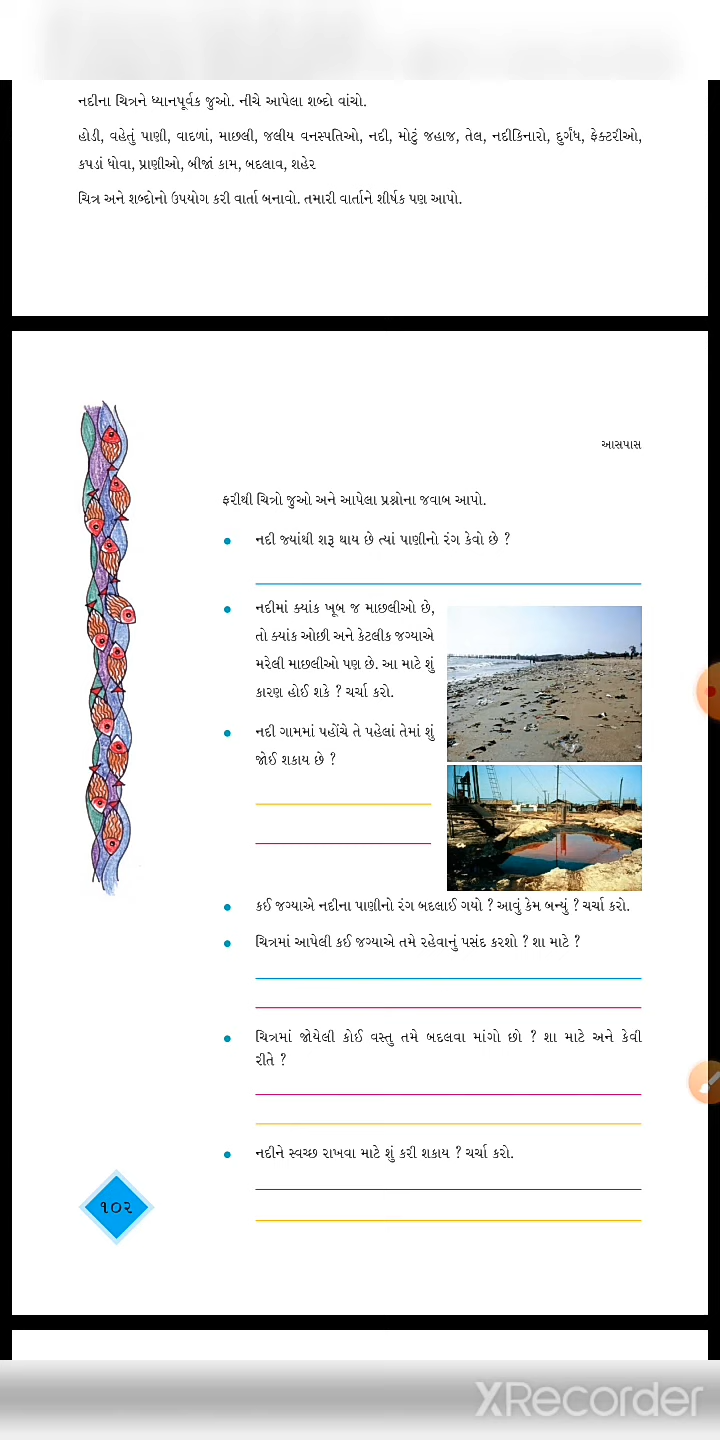 નદીના ચિત્રને ધ્યાનપૂર્વક જુઓ. નીચે આપેલા શબ્દો વાંચો.
હોડી, વહેતું પાણી, વાદળાં, માછલી, જલીય વનસ્પતિઓ, નદી, મોટું જહાજ, તેલ, નદીકિનારો, દુર્ગંધ, ફેક્ટરીઓ,
કપડાં ધોવા, પ્રાણીઓ, બીજાં કામ, બદલાવ, શહેર
ચિત્ર અને શબ્દોનો ઉપયોગ કરી વાર્તા બનાવો. તમારી વાર્તાને શીર્ષક પણ આપો.
આસપાસ
ફરીથી ચિત્રો જુઓ અને આપેલા પ્રશ્નોના જવાબ આપો.
• નદી જ્યાંથી શરૂ થાય છે ત્યાં પાણીનો રંગ કેવો છે ?
• નદીમાં ક્યાંક ખૂબ જ માછલીઓ છે,
તો ક્યાંક ઓછી અને કેટલીક જગ્યાએ
મરેલી માછલીઓ પણ છે. આ માટે શું
કારણ હોઈ શકે ? ચર્ચા કરો.
• નદી ગામમાં પહોંચે તે પહેલાં તેમાં શું
જોઈ શકાય છે ?
• કઈ જગ્યાએ નદીના પાણીનો રંગ બદલાઈ ગયો ? આવું કેમ બન્યું ? ચર્ચા કરો.
• ચિત્રમાં આપેલી કઈ જગ્યાએ તમે રહેવાનું પસંદ કરશો ? શા માટે ?
• ચિત્રમાં જોયેલી કોઈ વસ્તુ તમે બદલવા માંગો છો ? શા માટે અને કેવી
રીતે ?
• નદીને સ્વચ્છ રાખવા માટે શું કરી શકાય ? ચર્ચા કરો.
૧૦૨
XRecorder